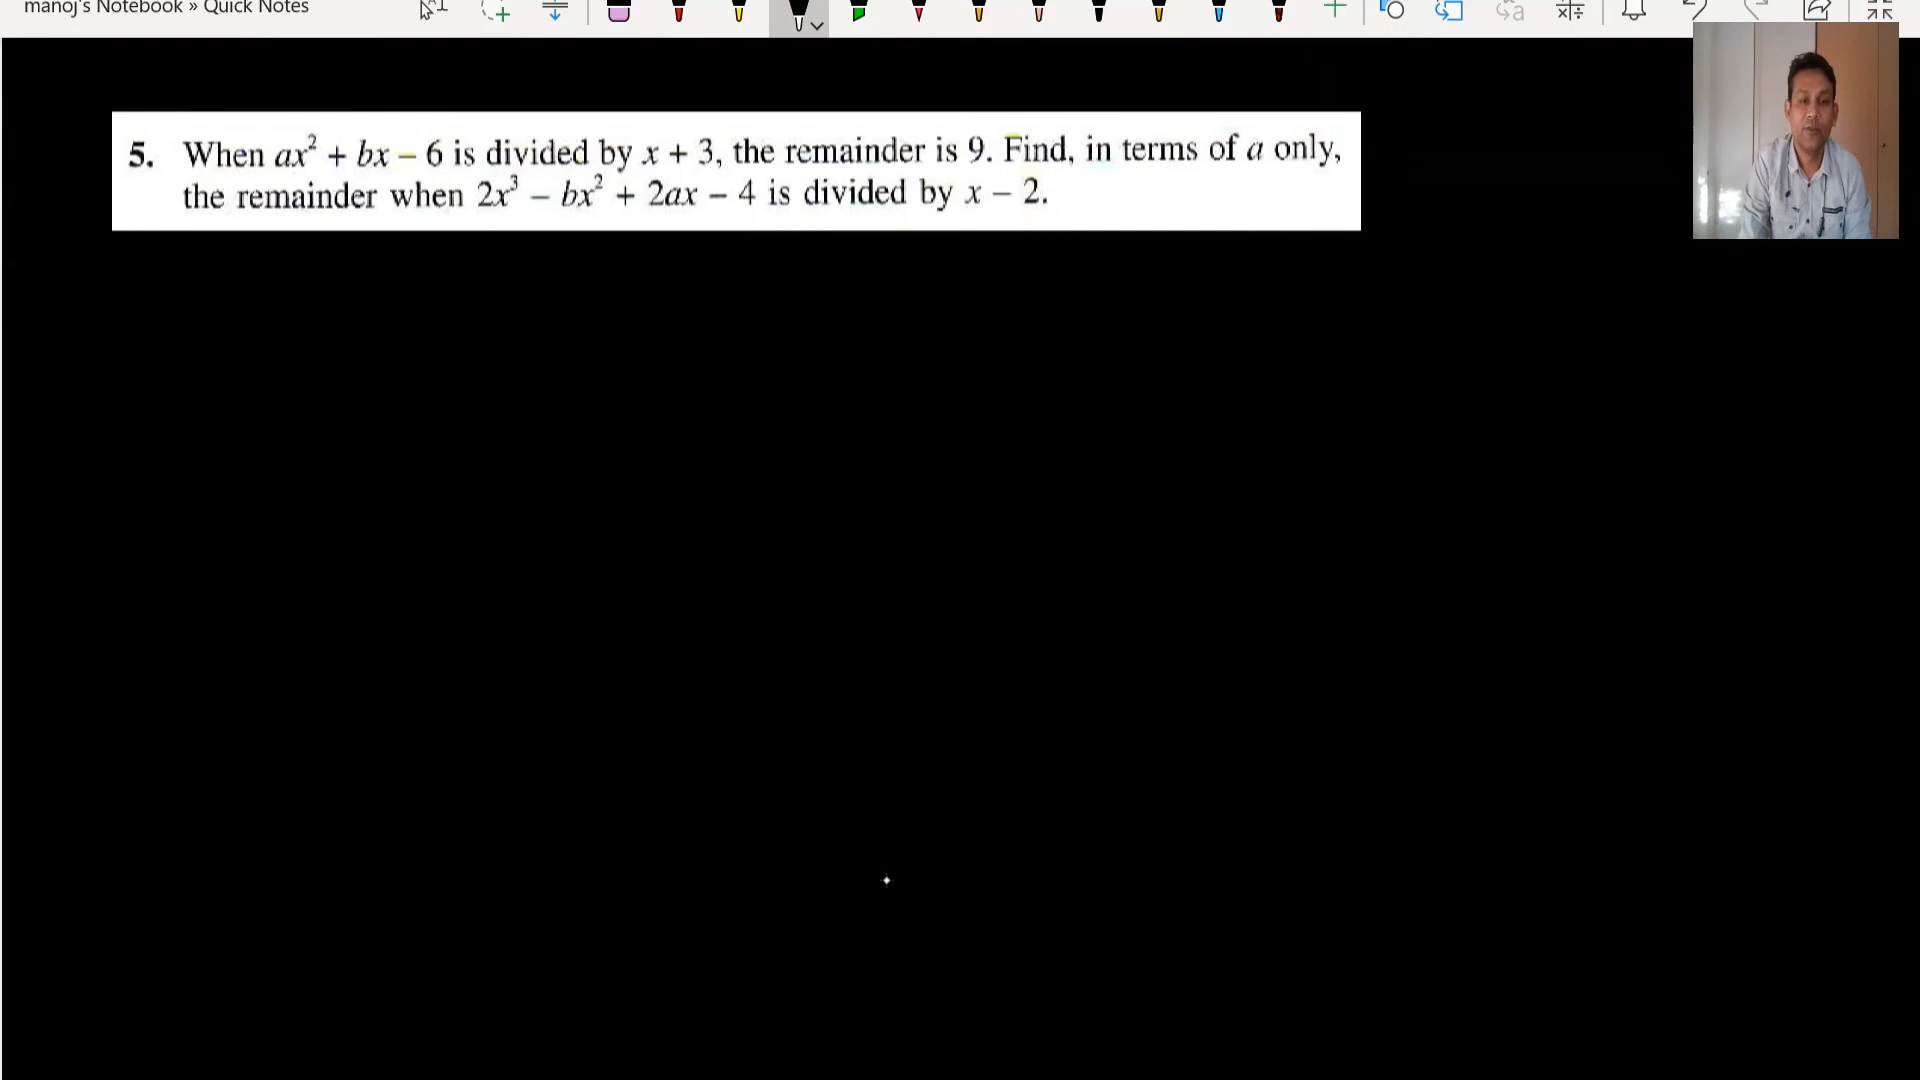 manoj's Notebook » Quick Notes
5. When ax² + bx – 6 is divided by x + 3, the remainder is 9. Find, in terms of a only,
the remainder when 2x³ – bx² + 2ax – 4 is divided by x – 2.